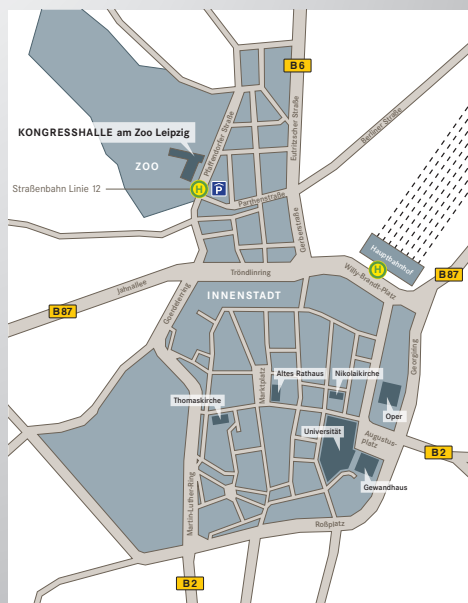 B6
KONGRESSHALLE am Zoo Leipzig
Pfaffendorfer Straße
Eutritzscher Straße
Berliner Straße
ZOO
Straßenbahn Linie 12
H
P
Parthenstraße
Gerberstraße
Hauptbahnhof
H
Tröndlinring
Willy-Brandt-Platz
B87
Jahnallee
Goerdelerring
INNENSTADT
B87
Georgiring
Marktplatz
Altes Rathaus
Nikolaikirche
Thomaskirche
Oper
Universität
Augustus-
platz
B2
Gewandhaus
Martin-Luther-Ring
Roßplatz
B2